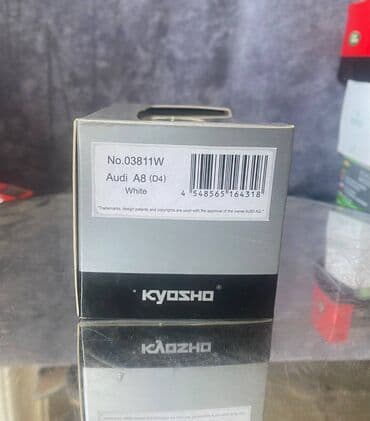 No.03811W
Audi A8 (D4)
White
4 548565 164318
"Trademarks, design patents and copyrights are used with the approval of the owner AUDI AG."
KYOSHO